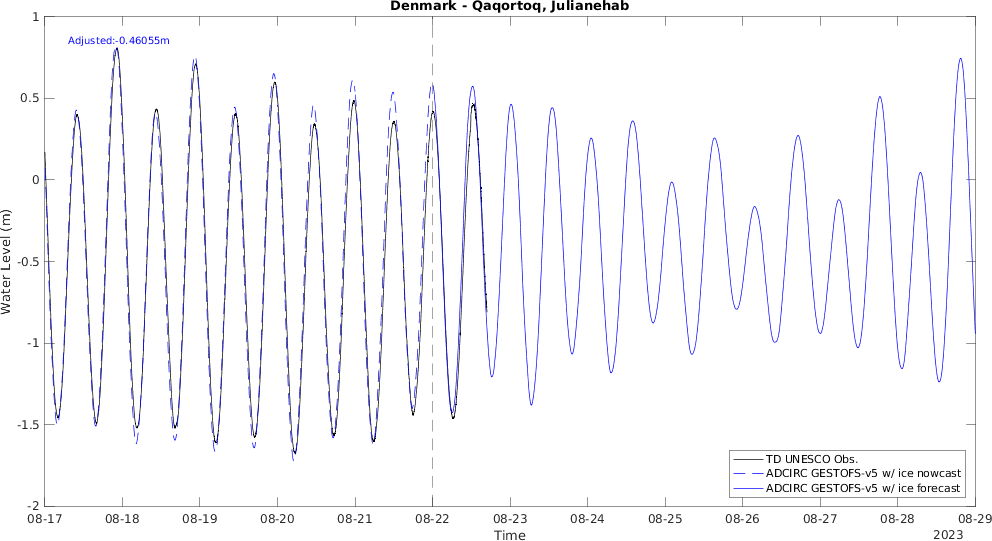 Denmark - Qaqortoq, Julianehab
Adjusted:-0.46055m
1
0.5
0
-0.5
-1
-1.5
-2
Water Level (m)
TD UNESCO Obs.
ADCIRC GESTOFS-v5 w/ ice nowcast
ADCIRC GESTOFS-v5 w/ ice forecast
08-17 08-18 08-19 08-20 08-21 08-22 08-23 08-24 08-25 08-26 08-27 08-28 08-29
Time
2023